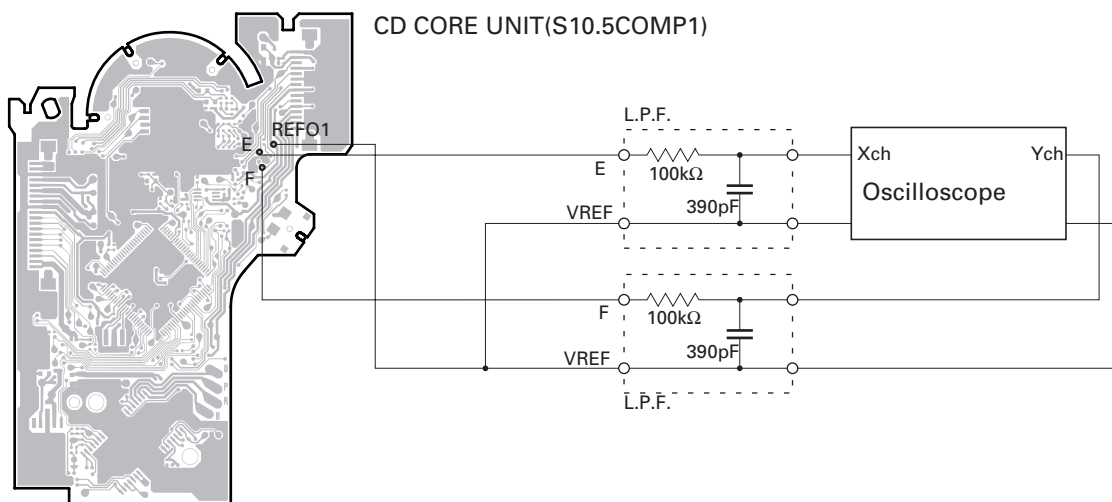 CD CORE UNIT(S10.5COMP1)
L.P.F.
REFO1
E
Xch
Ych
E
100kΩ
Oscilloscope
F
390pF
VREF
F
100kΩ
390pF
VREF
L.P.F.